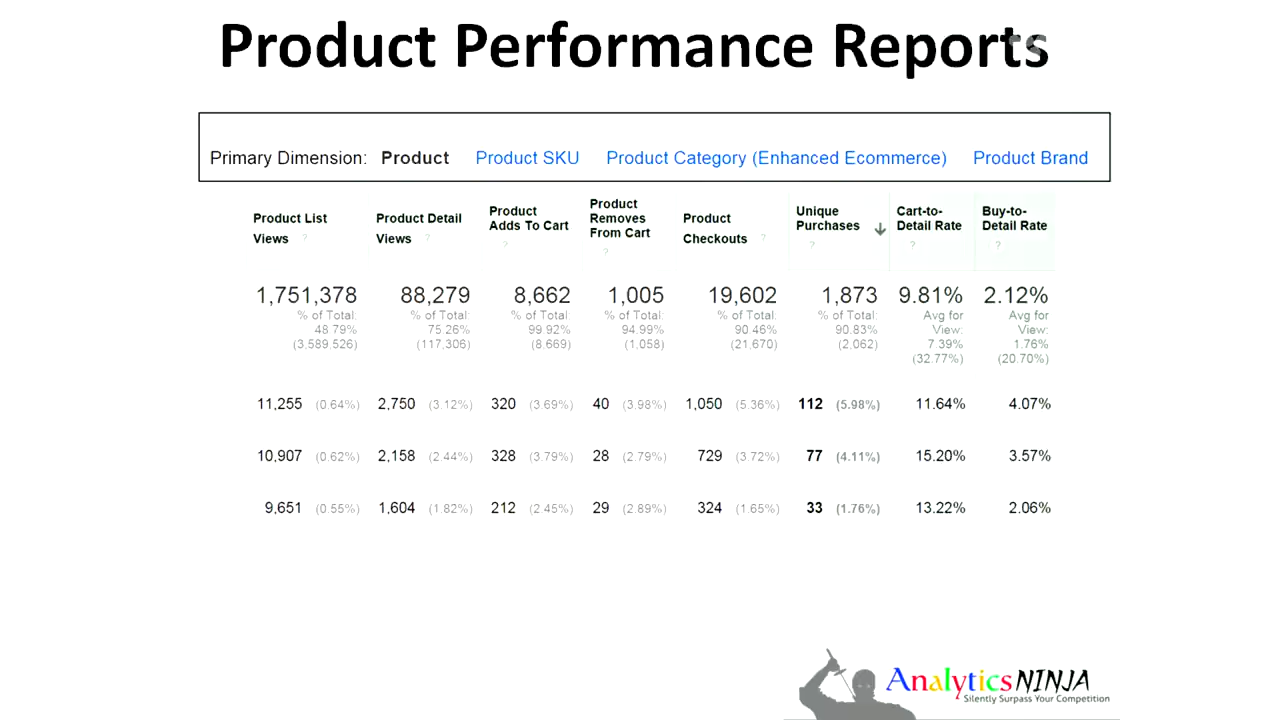 Product Performance Reports
Primary Dimension: Product Product SKU Product Category (Enhanced Ecommerce) Product Brand
Product List Views ?
Product Detail Views ?
Product Adds To Cart ?
Product Removes From Cart ?
Product Checkouts ?
Unique Purchases ?
Cart-to-Detail Rate ?
Buy-to-Detail Rate ?
1,751,378 88,279 8,662 1,005 19,602 1,873 9.81% 2.12%
% of Total: % of Total: % of Total: % of Total: % of Total: % of Total: Avg for Avg for
48.79% 75.26% 99.92% 94.99% 90.46% 90.83% View: View:
(3,589,526) (117,306) (8,669) (1,058) (21,670) (2,062) 7.39% 1.76%
(32.77%) (20.70%)
11,255 (0.64%) 2,750 (3.12%) 320 (3.69%) 40 (3.98%) 1,050 (5.36%) 112 (5.98%) 11.64% 4.07%
10,907 (0.62%) 2,158 (2.44%) 328 (3.79%) 28 (2.79%) 729 (3.72%) 77 (4.11%) 15.20% 3.57%
9,651 (0.55%) 1,604 (1.82%) 212 (2.45%) 29 (2.89%) 324 (1.65%) 33 (1.76%) 13.22% 2.06%
Analytics NINJA
Silently Surpass Your Competition